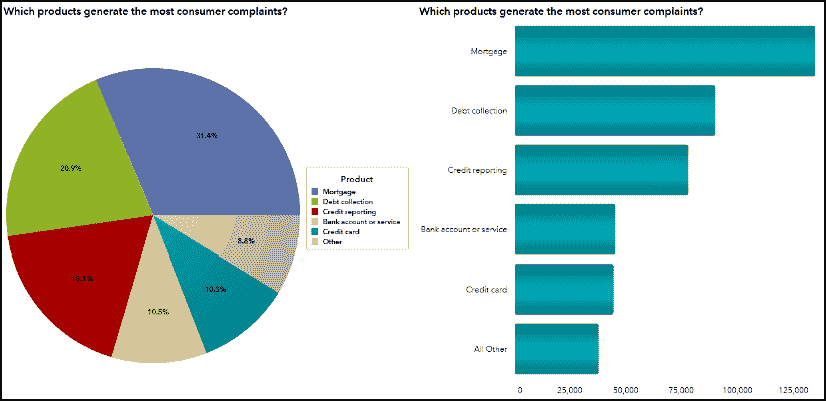 Which products generate the most consumer complaints?
31.4%
20.9%
18.1%
10.5%
10.3%
8.8%
Product
Mortgage
Debt collection
Credit reporting
Bank account or service
Credit card
Other
Which products generate the most consumer complaints?
Mortgage
Debt collection
Credit reporting
Bank account or service
Credit card
All Other
0 25,000 50,000 75,000 100,000 125,000